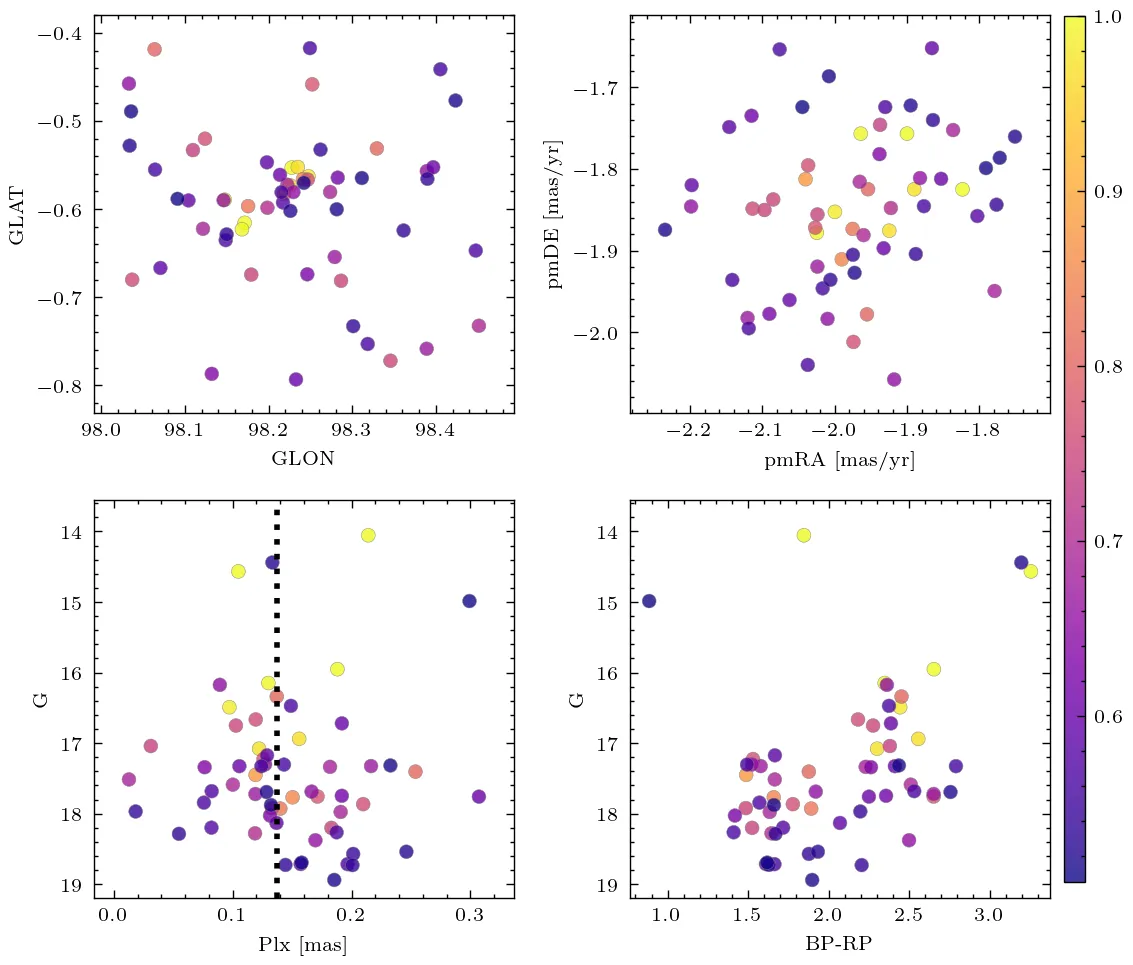 −0.4
−0.5
−0.6
−0.7
−0.8
GLAT
98.0 98.1 98.2 98.3 98.4
GLON
−1.7
−1.8
−1.9
−2.0
pmDE [mas/yr]
−2.2 −2.1 −2.0 −1.9 −1.8
pmRA [mas/yr]
14
15
16
17
18
19
G
0.0 0.1 0.2 0.3
Plx [mas]
14
15
16
17
18
19
G
1.0 1.5 2.0 2.5 3.0
BP-RP
1.0
0.9
0.8
0.7
0.6